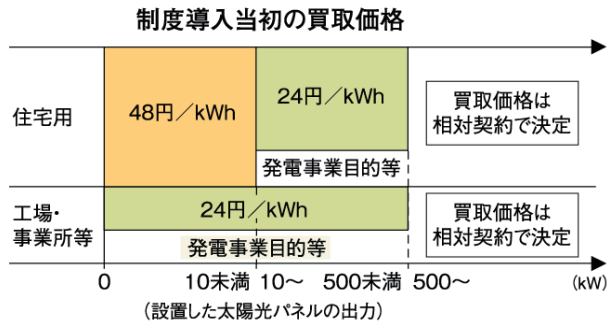 制度導入当初の買取価格
住宅用
48円／kWh
24円／kWh
発電事業目的等
買取価格は
相対契約で決定
工場・
事業所等
24円／kWh
発電事業目的等
買取価格は
相対契約で決定
0 10未満 10～ 500未満 500～ (kW)
（設置した太陽光パネルの出力）